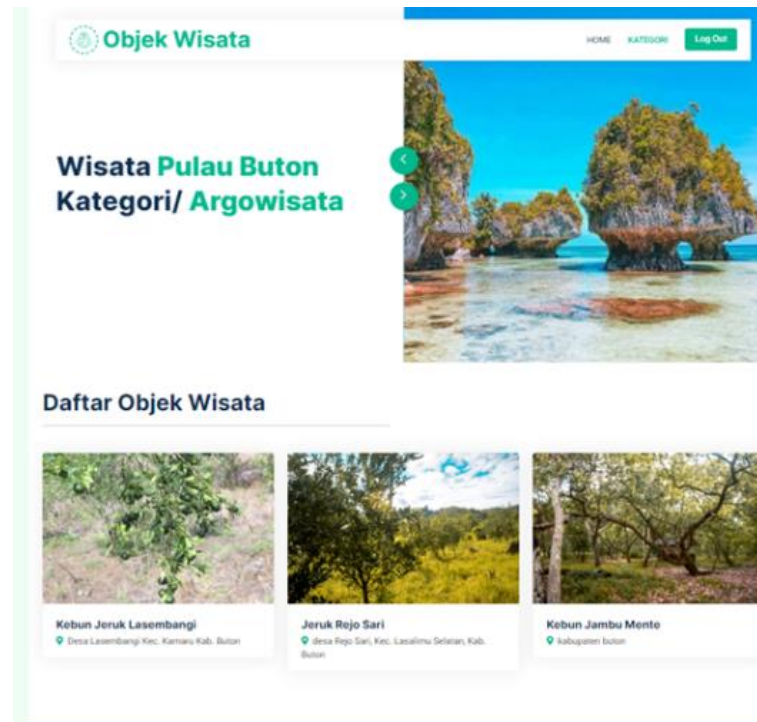 Objek Wisata
HOME KATEGORI Log Out
Wisata Pulau Buton
Kategori/ Argowisata
Daftar Objek Wisata
Kebun Jeruk Lasembangi
Desa Lasembangi Kec. Kamaru Kab. Buton
Jeruk Rejo Sari
desa Rejo Sari, Kec. Lasalimu Selatan, Kab.
Buton
Kebun Jambu Mente
kabupaten buton